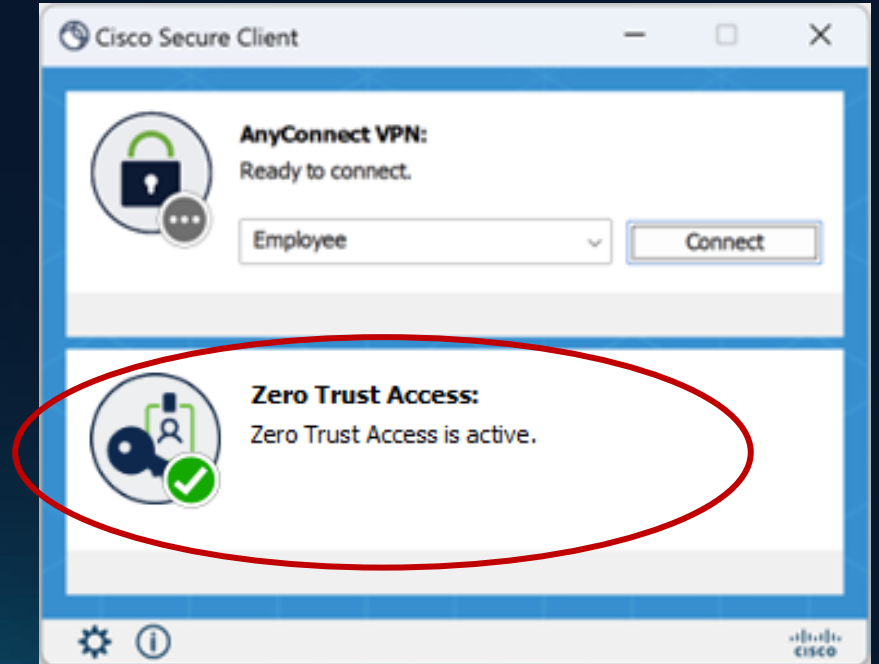 Cisco Secure Client
AnyConnect VPN:
Ready to connect.
Employee
Connect
Zero Trust Access:
Zero Trust Access is active.
CISCO